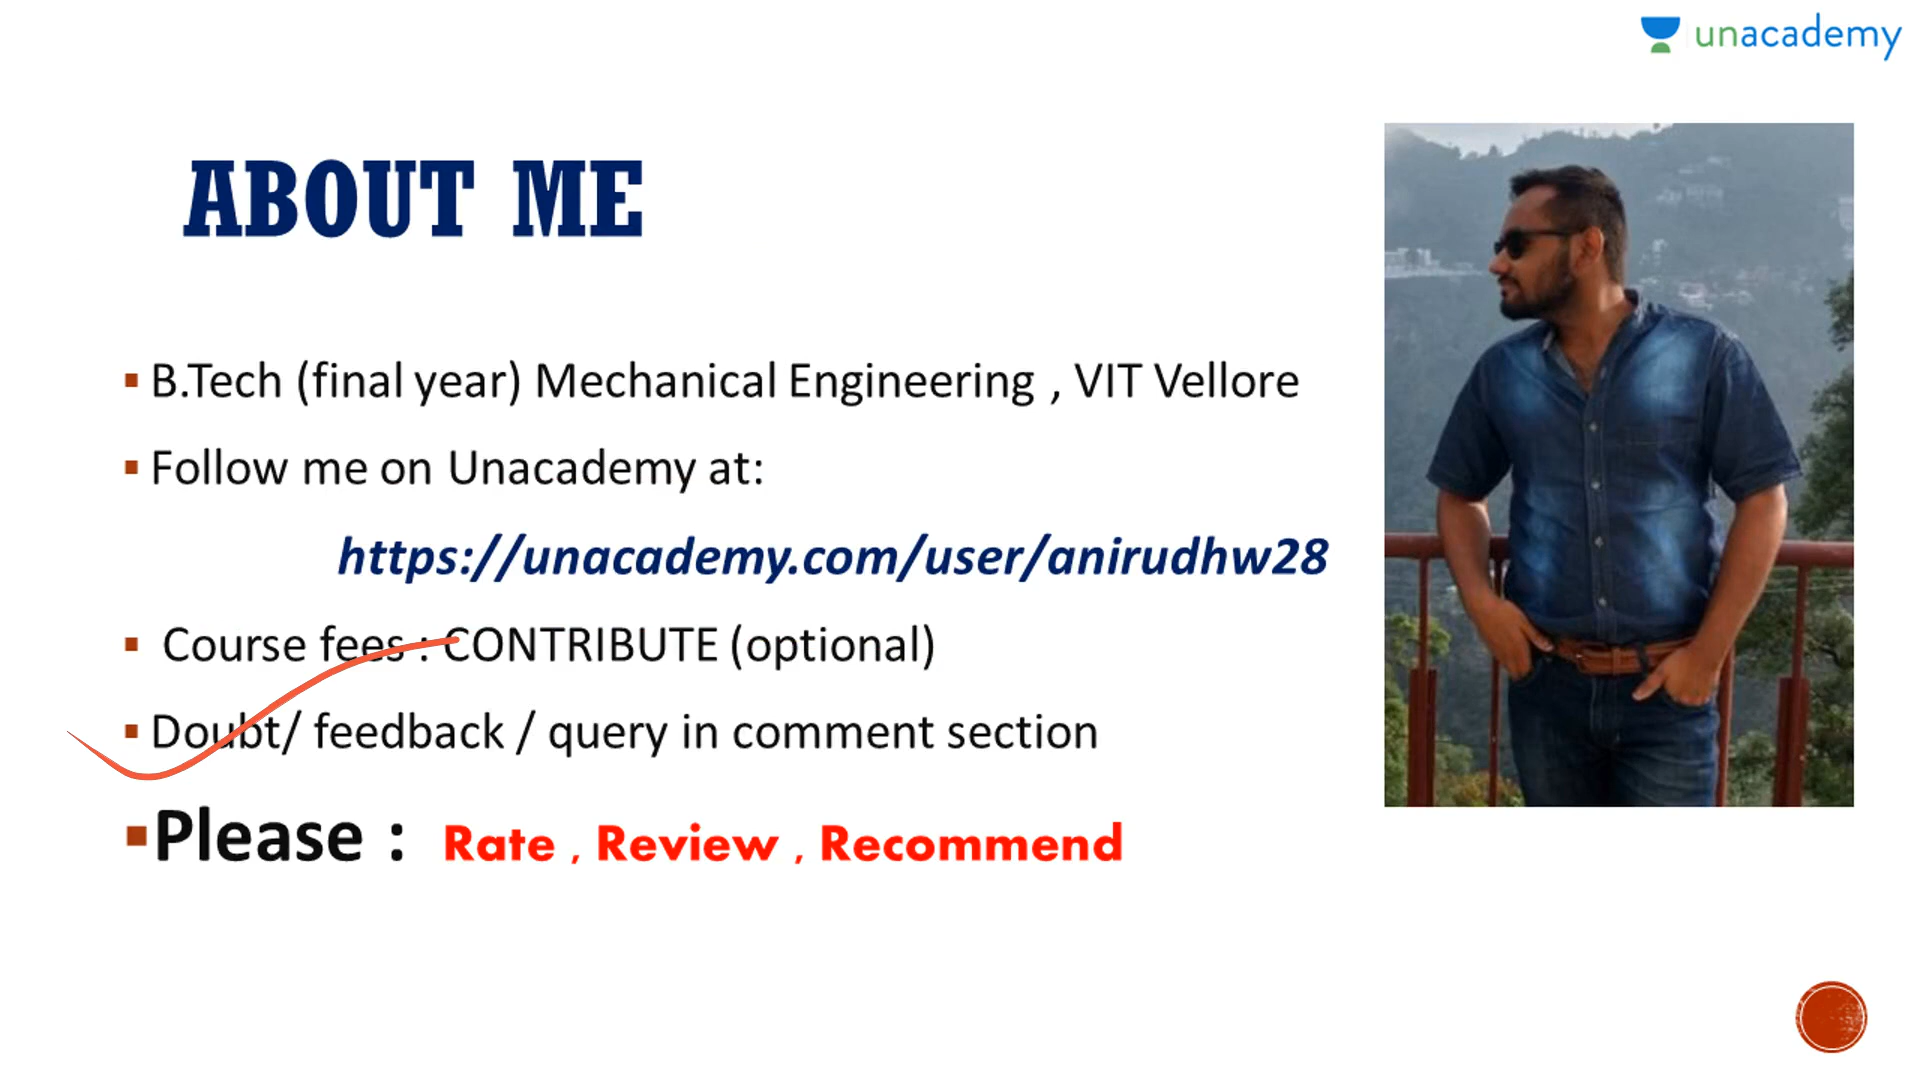 unacademy
ABOUT ME
B.Tech (final year) Mechanical Engineering , VIT Vellore
Follow me on Unacademy at:
https://unacademy.com/user/anirudhw28
Course fees : CONTRIBUTE (optional)
Doubt/ feedback / query in comment section
Please : Rate , Review , Recommend